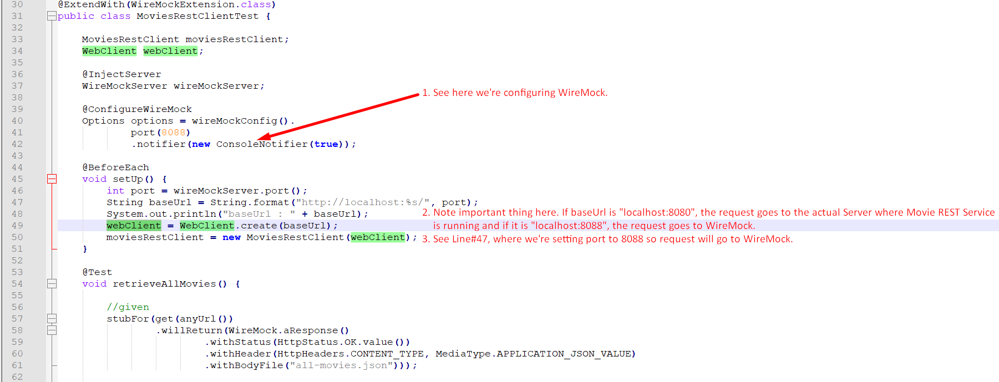 30 @ExtendWith(WireMockExtension.class)
31 public class MoviesRestClientTest {
32
33 MoviesRestClient moviesRestClient;
34 WebClient webClient;
35
36 @InjectServer
37 WireMockServer wireMockServer;
1. See here we're configuring WireMock.
38
39 @ConfigureWireMock
40 Options options = wireMockConfig().
41 port(8088)
42 .notifier(new ConsoleNotifier(true));
43
44 @BeforeEach
45 void setUp() {
46 int port = wireMockServer.port();
47 String baseUrl = String.format("http://localhost:%s/", port);
48 System.out.println("baseUrl : " + baseUrl);
2. Note important thing here. If baseUrl is "localhost:8080", the request goes to the actual Server where Movie REST Service
49 webClient = WebClient.create(baseUrl);
is running and if it is "localhost:8088", the request goes to WireMock.
50 moviesRestClient = new MoviesRestClient(webClient);
3. See Line#47, where we're setting port to 8088 so request will go to WireMock.
51 }
52
53 @Test
54 void retrieveAllMovies() {
55
56 //given
57 stubFor(get(anyUrl())
58 .willReturn(WireMock.aResponse()
59 .withStatus(HttpStatus.OK.value())
60 .withHeader(HttpHeaders.CONTENT_TYPE, MediaType.APPLICATION_JSON_VALUE)
61 .withBodyFile("all-movies.json")));
62